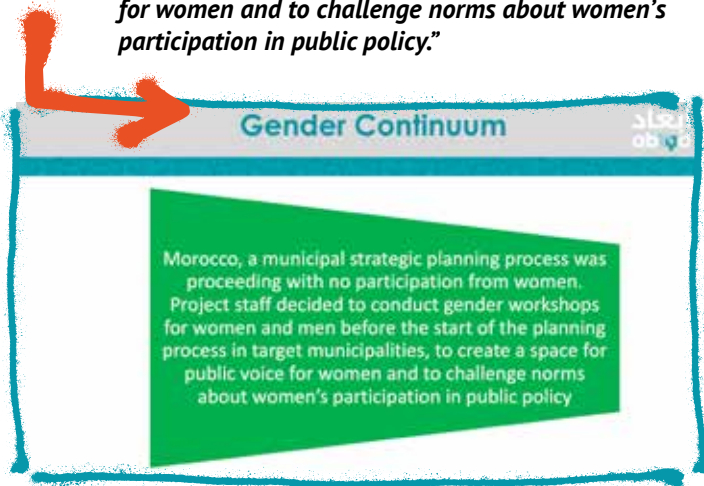 for women and to challenge norms about women's
participation in public policy.”
Gender Continuum
Morocco, a municipal strategic planning process was
proceeding with no participation from women.
Project staff decided to conduct gender workshops
for women and men before the start of the planning
process in target municipalities, to create a space for
public voice for women and to challenge norms
about women's participation in public policy